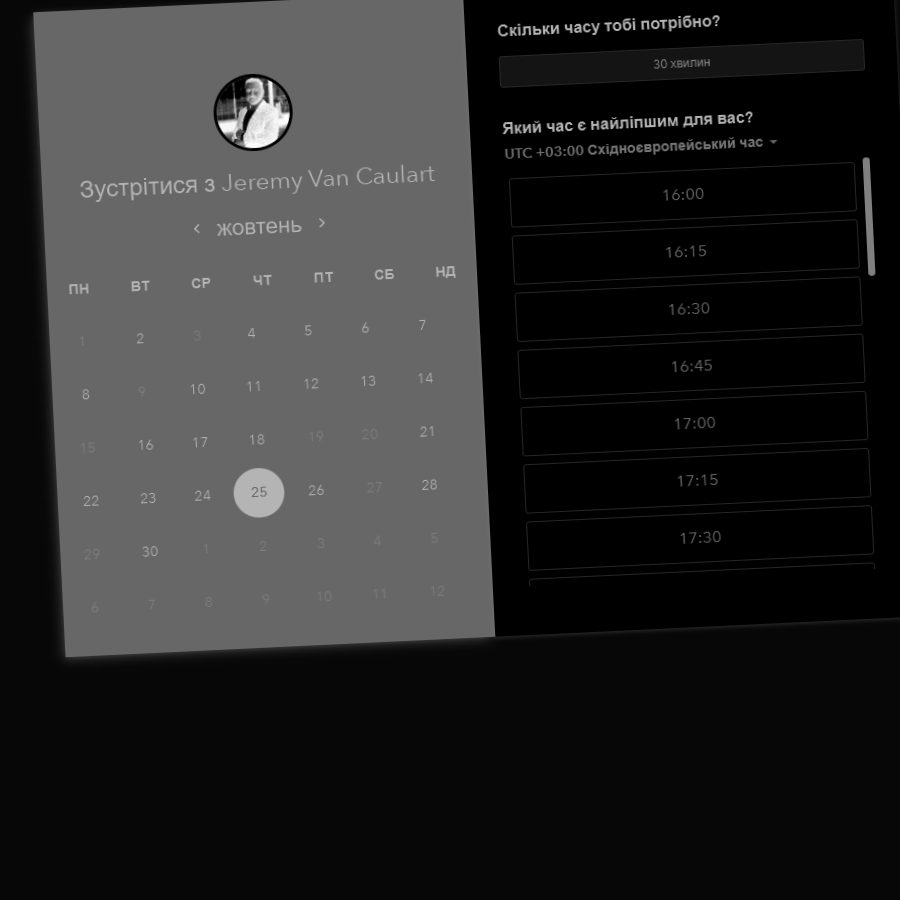 Зустрітися з Jeremy Van Caulart
жовтень
ПН ВТ СР ЧТ ПТ СБ НД
1 2 3 4 5 6 7
8 9 10 11 12 13 14
15 16 17 18 19 20 21
22 23 24 25 26 27 28
29 30 1 2 3 4 5
6 7 8 9 10 11 12
Скільки часу тобі потрібно?
30 хвилин
Який час є найліпшим для вас?
UTC +03:00 Східноєвропейський час
16:00
16:15
16:30
16:45
17:00
17:15
17:30